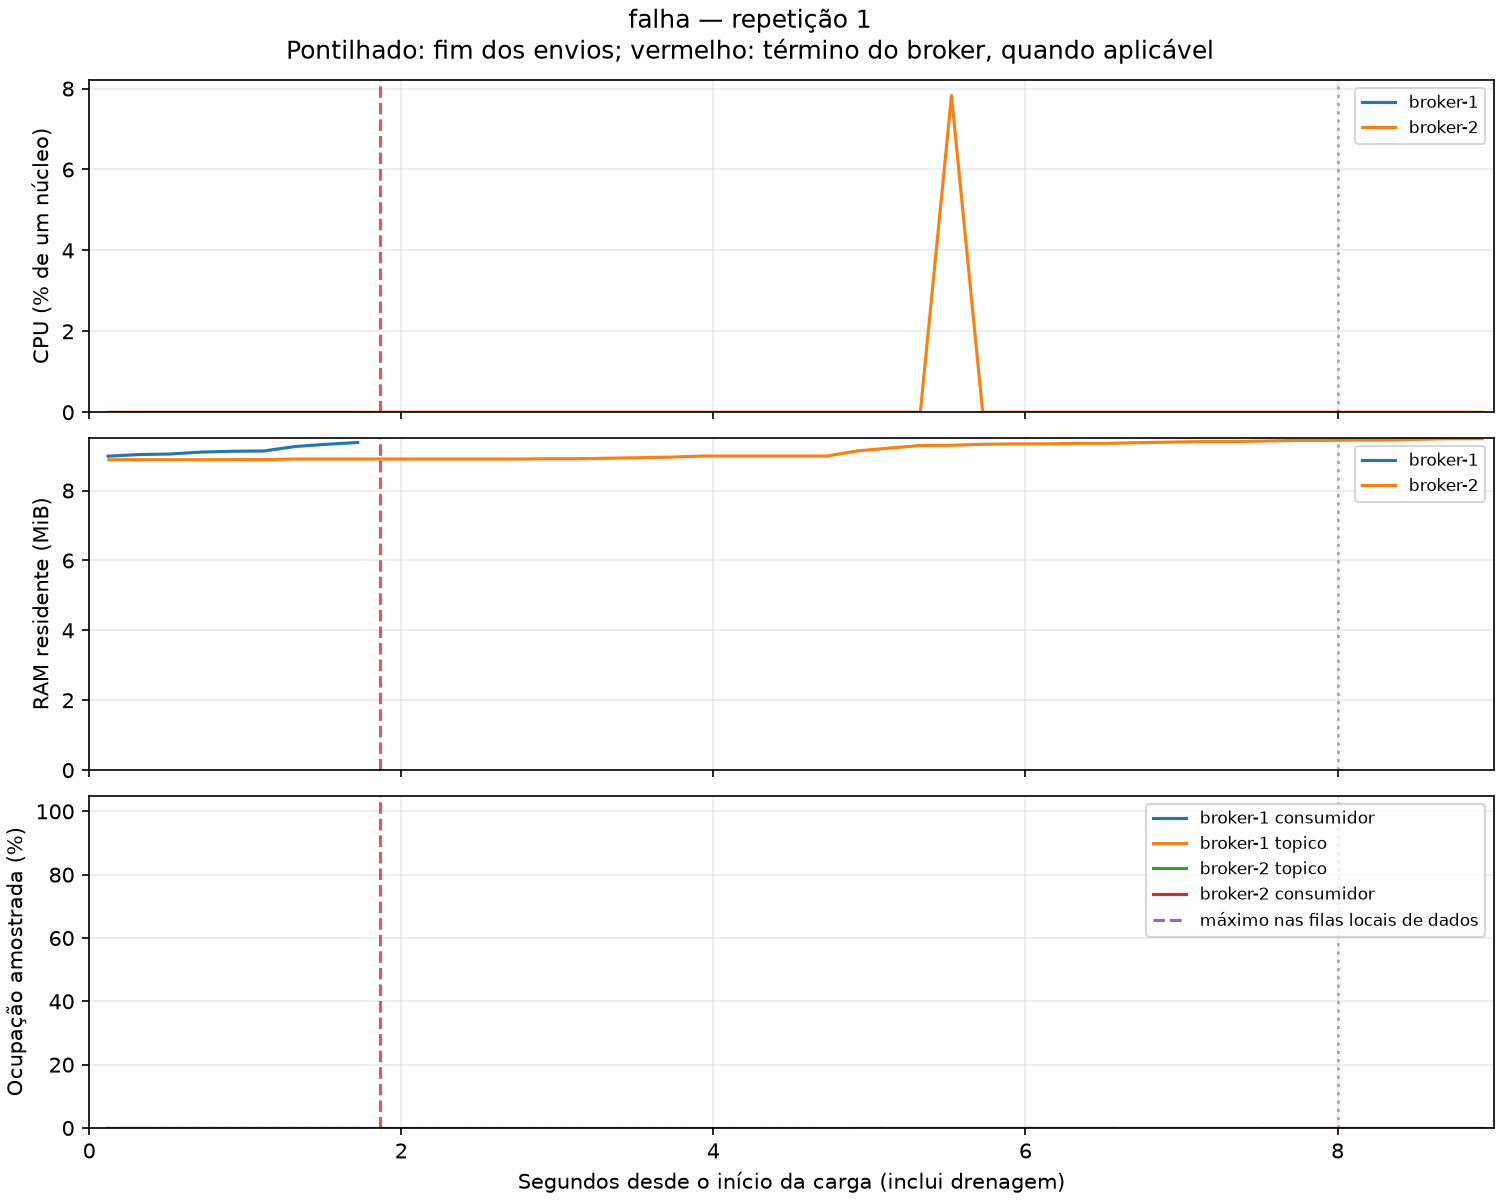 falha — repetição 1
Pontilhado: fim dos envios; vermelho: término do broker, quando aplicável
CPU (% de um núcleo)
8
6
4
2
0
broker-1
broker-2
RAM residente (MiB)
8
6
4
2
0
broker-1
broker-2
Ocupação amostrada (%)
100
80
60
40
20
0
broker-1 consumidor
broker-1 topico
broker-2 topico
broker-2 consumidor
máximo nas filas locais de dados
0 2 4 6 8
Segundos desde o início da carga (inclui drenagem)